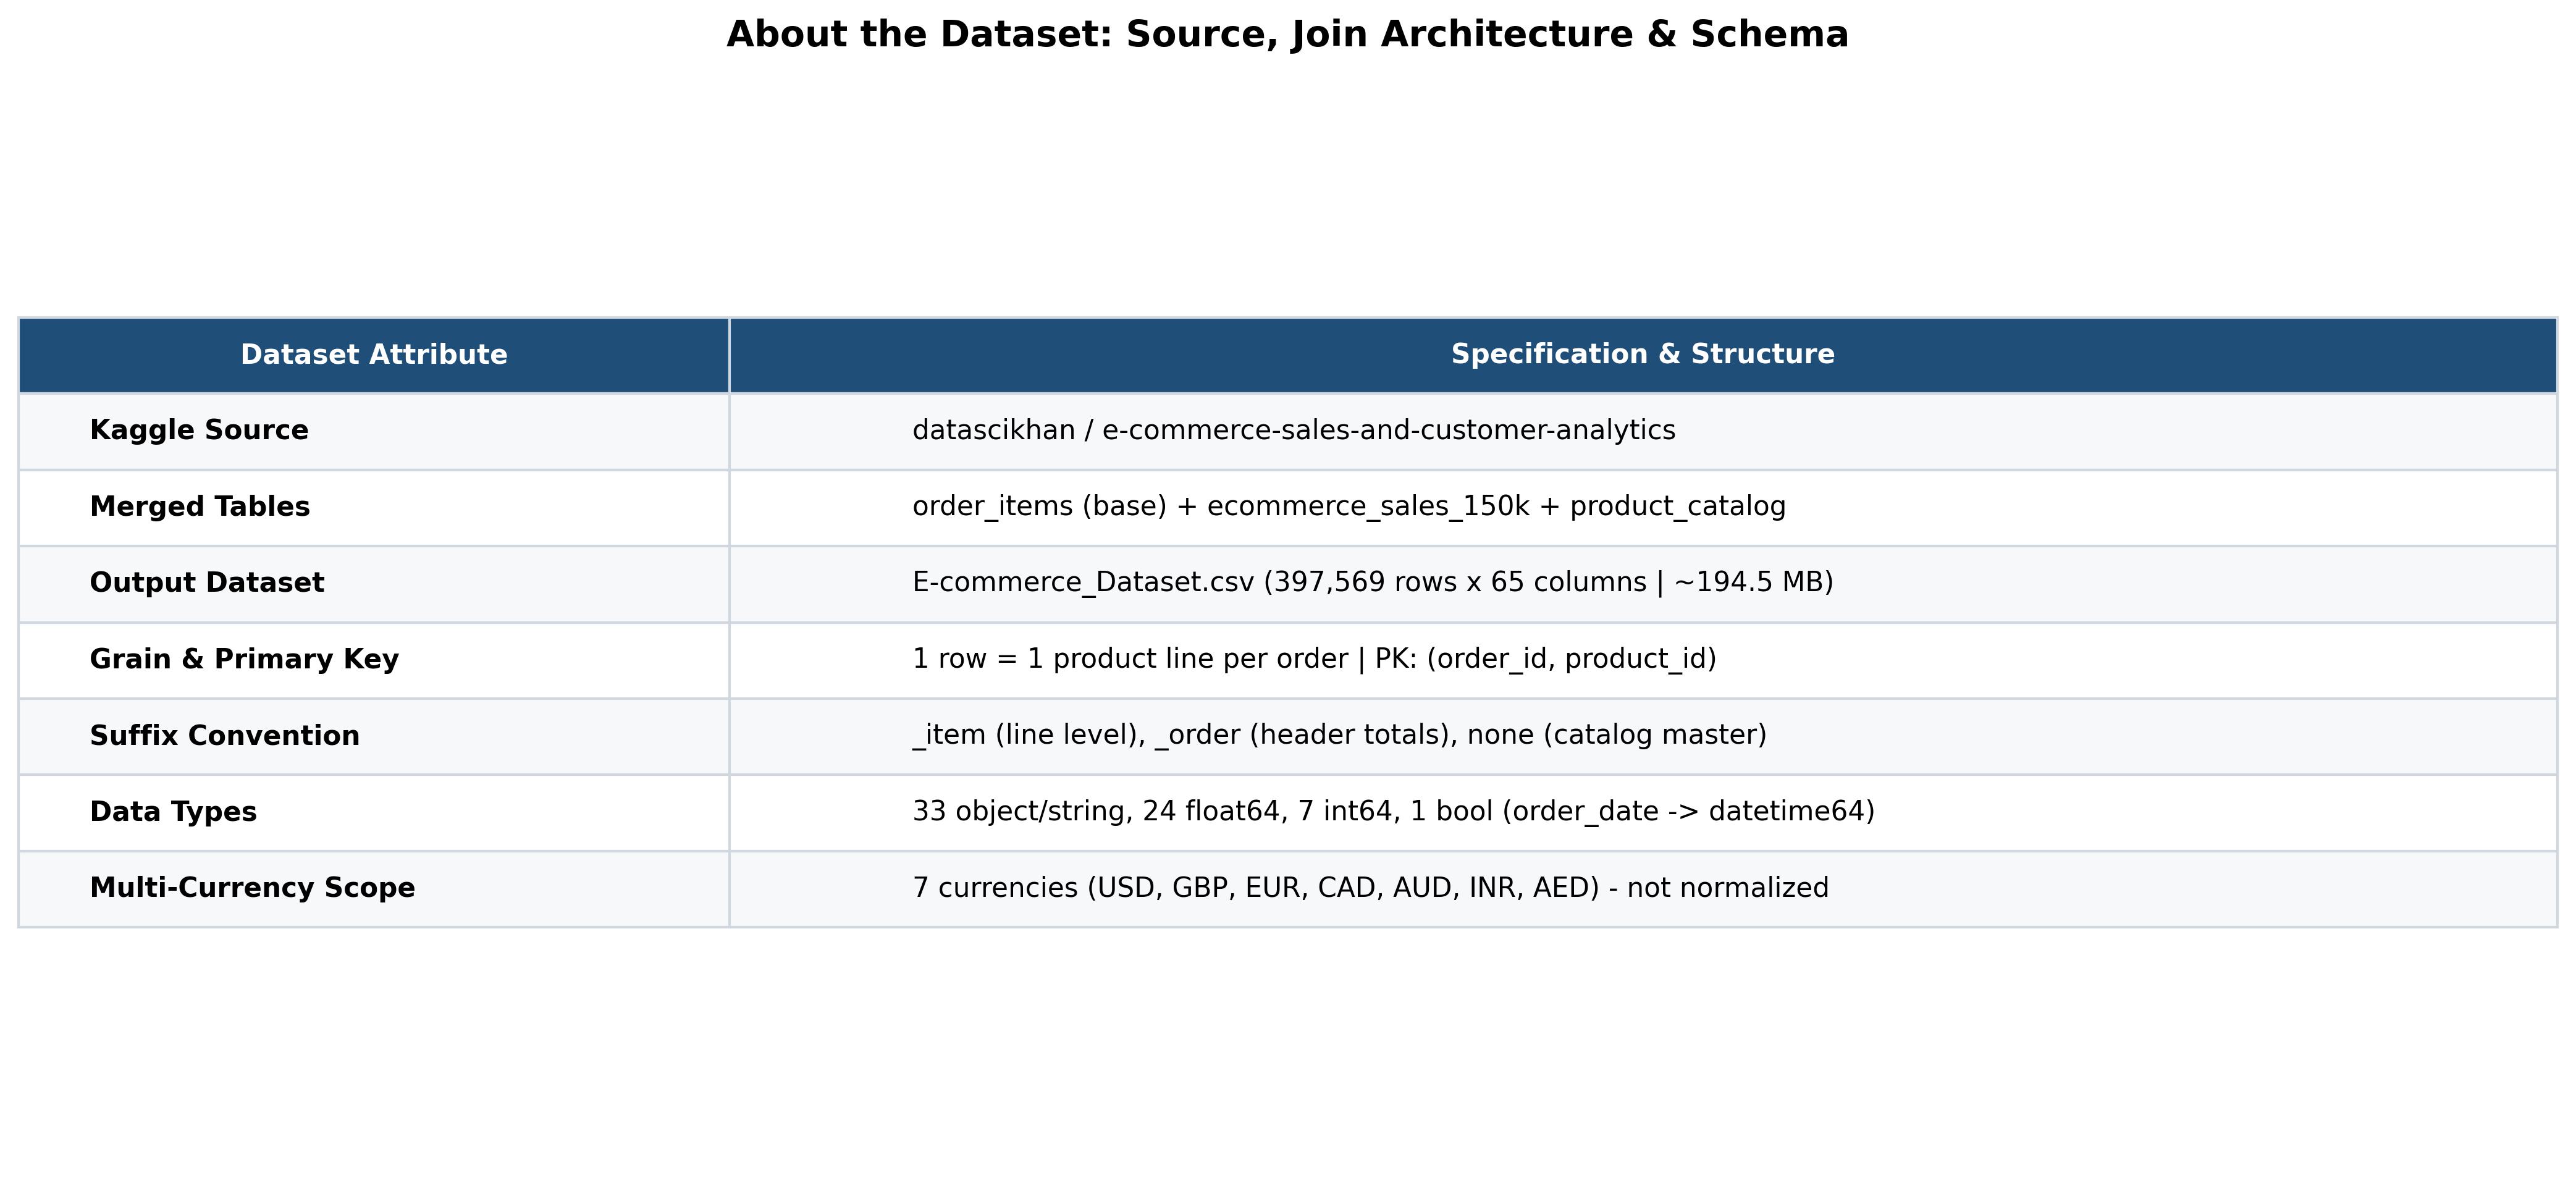 About the Dataset: Source, Join Architecture & Schema
Dataset Attribute
Specification & Structure
Kaggle Source
datascikhan / e-commerce-sales-and-customer-analytics
Merged Tables
order_items (base) + ecommerce_sales_150k + product_catalog
Output Dataset
E-commerce_Dataset.csv (397,569 rows x 65 columns | ~194.5 MB)
Grain & Primary Key
1 row = 1 product line per order | PK: (order_id, product_id)
Suffix Convention
_item (line level), _order (header totals), none (catalog master)
Data Types
33 object/string, 24 float64, 7 int64, 1 bool (order_date -> datetime64)
Multi-Currency Scope
7 currencies (USD, GBP, EUR, CAD, AUD, INR, AED) - not normalized